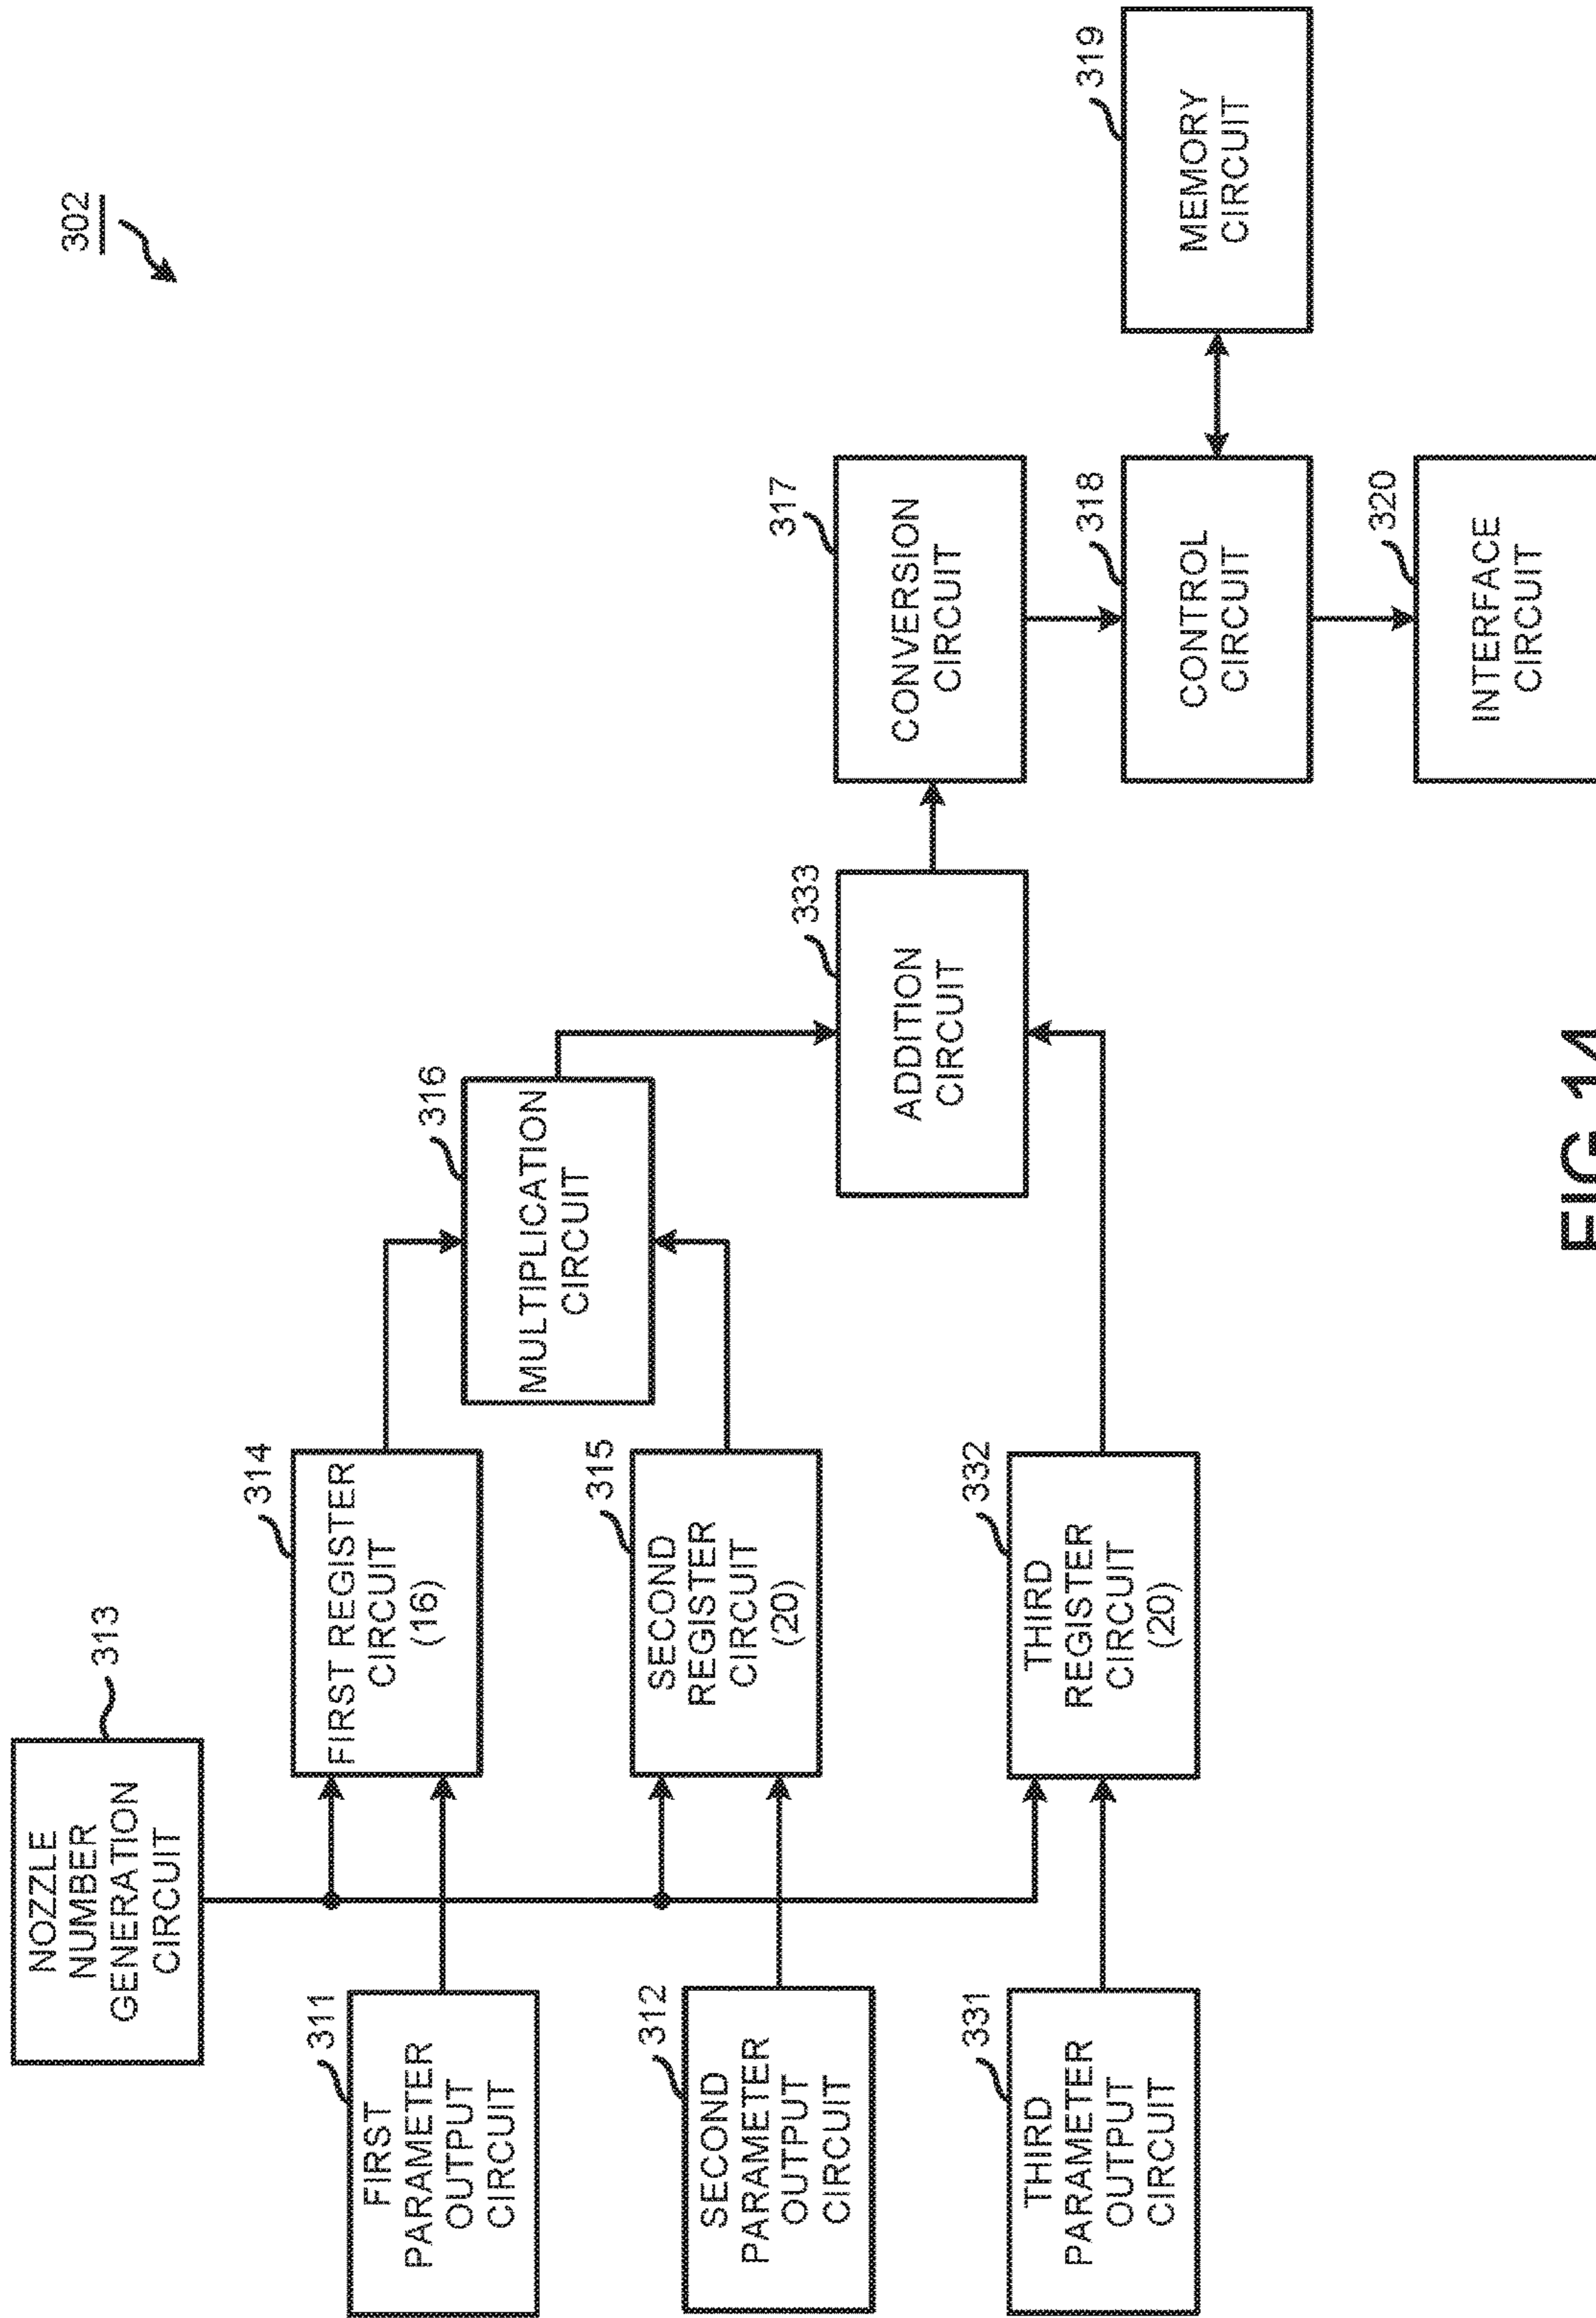 302
NOZZLE
NUMBER
GENERATION
CIRCUIT
313
311
FIRST
PARAMETER
OUTPUT
CIRCUIT
314
FIRST REGISTER
CIRCUIT
(16)
316
MULTIPLICATION
CIRCUIT
312
SECOND
PARAMETER
OUTPUT
CIRCUIT
315
SECOND
REGISTER
CIRCUIT
(20)
333
ADDITION
CIRCUIT
317
CONVERSION
CIRCUIT
331
THIRD
PARAMETER
OUTPUT
CIRCUIT
332
THIRD
REGISTER
CIRCUIT
(20)
318
CONTROL
CIRCUIT
319
MEMORY
CIRCUIT
320
INTERFACE
CIRCUIT
FIG.14